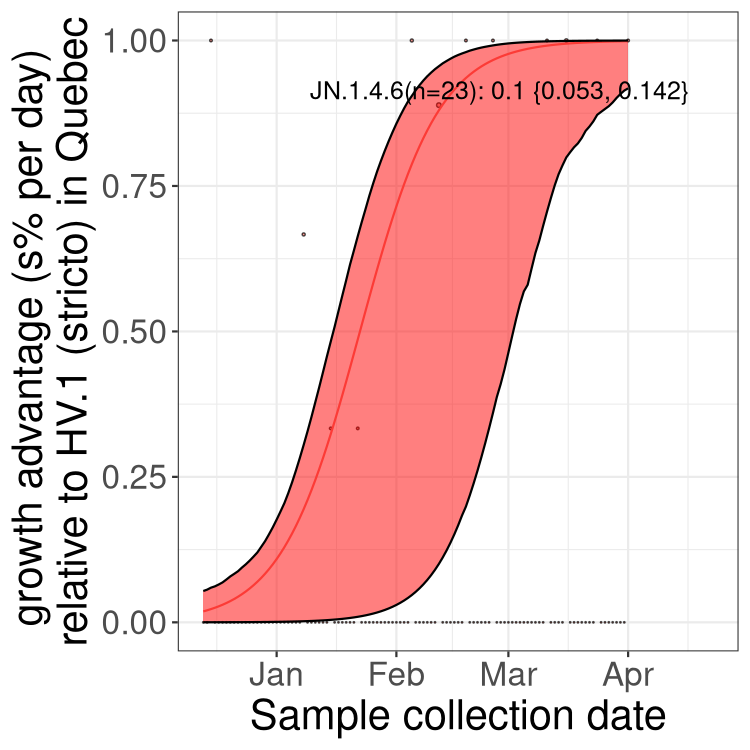 growth advantage (s% per day)
relative to HV.1 (stricto) in Quebec
1.00
0.75
0.50
0.25
0.00
JN.1.4.6(n=23): 0.1 {0.053, 0.142}
Jan Feb Mar Apr
Sample collection date